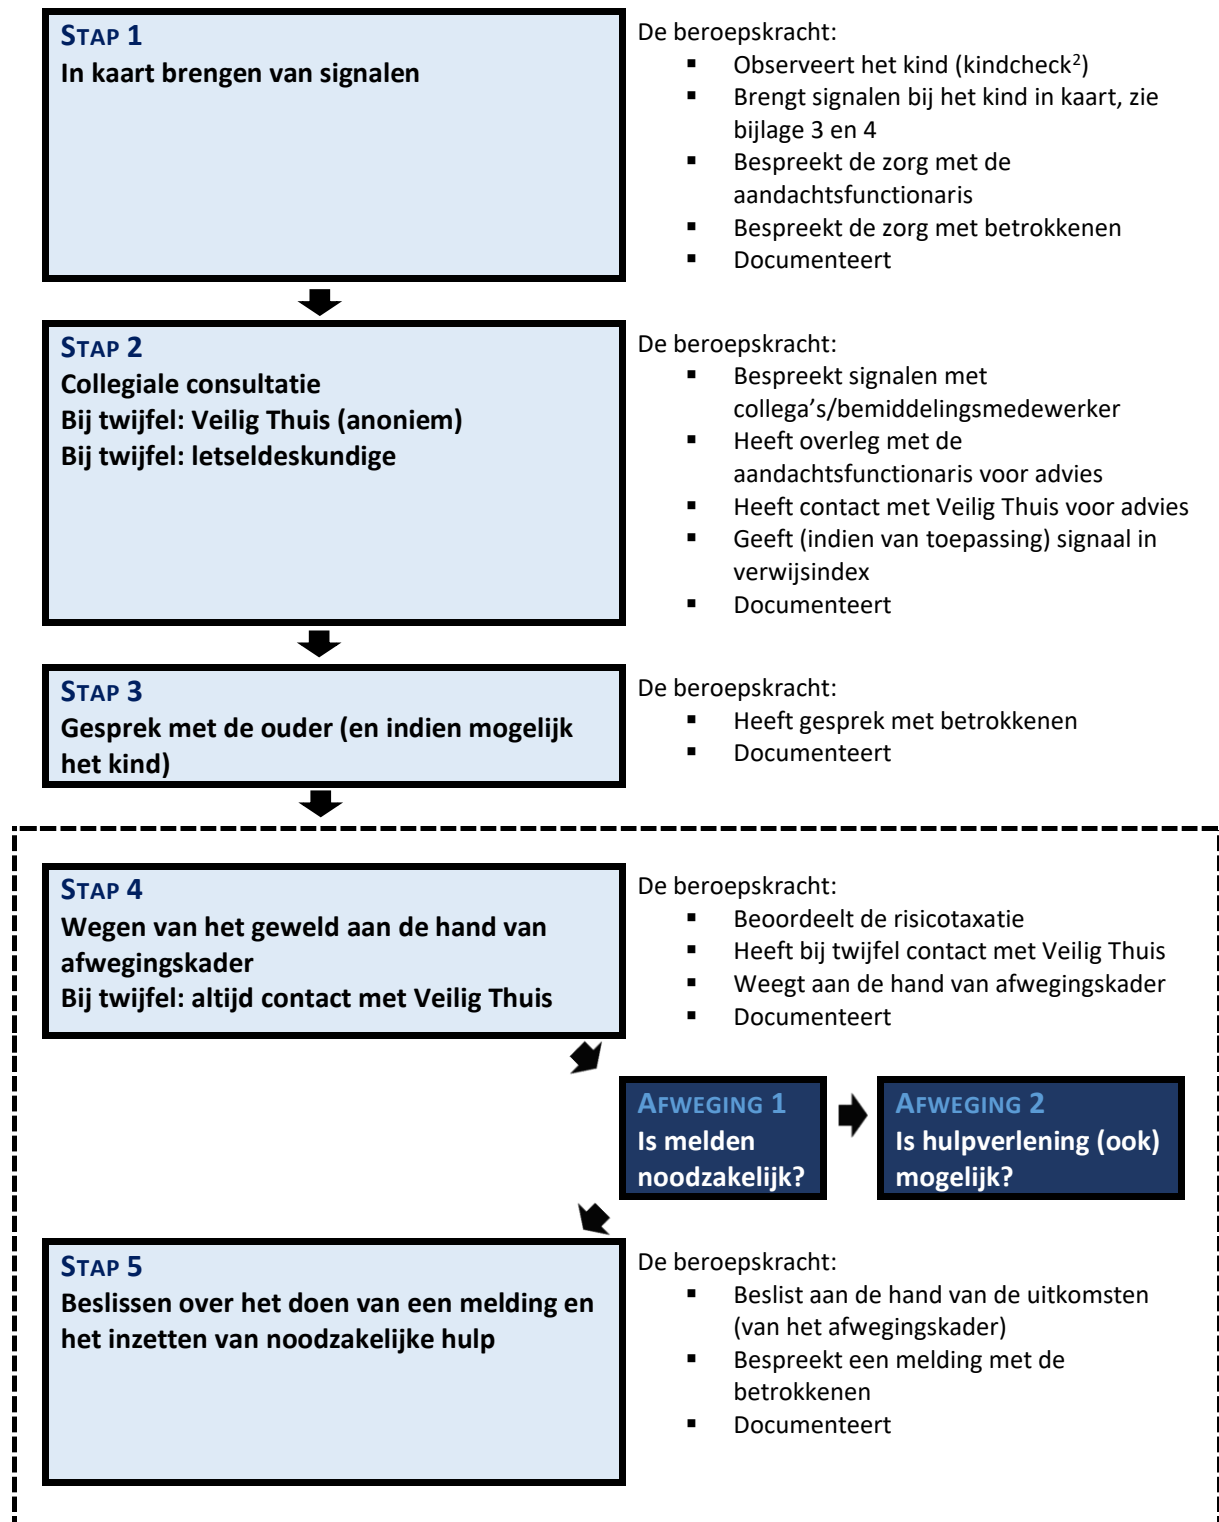 STAP 1
In kaart brengen van signalen
De beroepskracht:
▪ Observeert het kind (kindcheck²)
▪ Brengt signalen bij het kind in kaart, zie
bijlage 3 en 4
▪ Bespreekt de zorg met de
aandachtsfunctionaris
▪ Bespreekt de zorg met betrokkenen
▪ Documenteert
STAP 2
Collegiale consultatie
Bij twijfel: Veilig Thuis (anoniem)
Bij twijfel: letseldeskundige
De beroepskracht:
▪ Bespreekt signalen met
collega’s/bemiddelingsmedewerker
▪ Heeft overleg met de
aandachtsfunctionaris voor advies
▪ Heeft contact met Veilig Thuis voor advies
▪ Geeft (indien van toepassing) signaal in
verwijsindex
▪ Documenteert
STAP 3
Gesprek met de ouder (en indien mogelijk
het kind)
De beroepskracht:
▪ Heeft gesprek met betrokkenen
▪ Documenteert
STAP 4
Wegen van het geweld aan de hand van
afwegingskader
Bij twijfel: altijd contact met Veilig Thuis
De beroepskracht:
▪ Beoordeelt de risicotaxatie
▪ Heeft bij twijfel contact met Veilig Thuis
▪ Weegt aan de hand van afwegingskader
▪ Documenteert
AFWEGING 1
Is melden
noodzakelijk?
AFWEGING 2
Is hulpverlening (ook)
mogelijk?
STAP 5
Beslissen over het doen van een melding en
het inzetten van noodzakelijke hulp
De beroepskracht:
▪ Beslist aan de hand van de uitkomsten
(van het afwegingskader)
▪ Bespreekt een melding met de
betrokkenen
▪ Documenteert